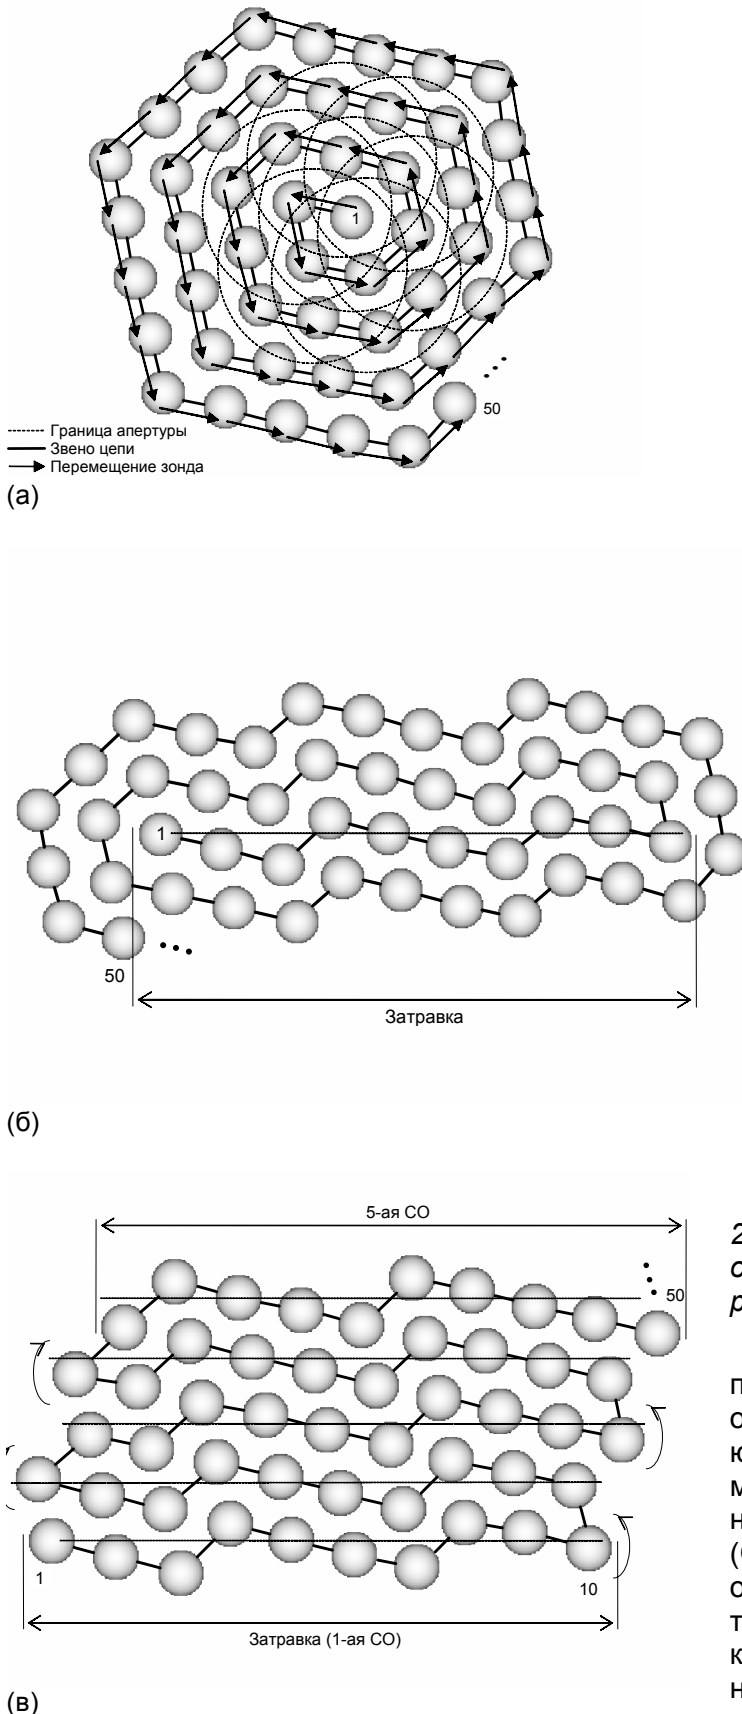 1
50
Граница апертуры
Звено цепи
Перемещение зонда
(а)
1
50
Затравка
(б)
5-ая СО
50
1
10
Затравка (1-ая СО)
(в)
2
о
р
п
с
ю
м
н
(
с
т
к
н